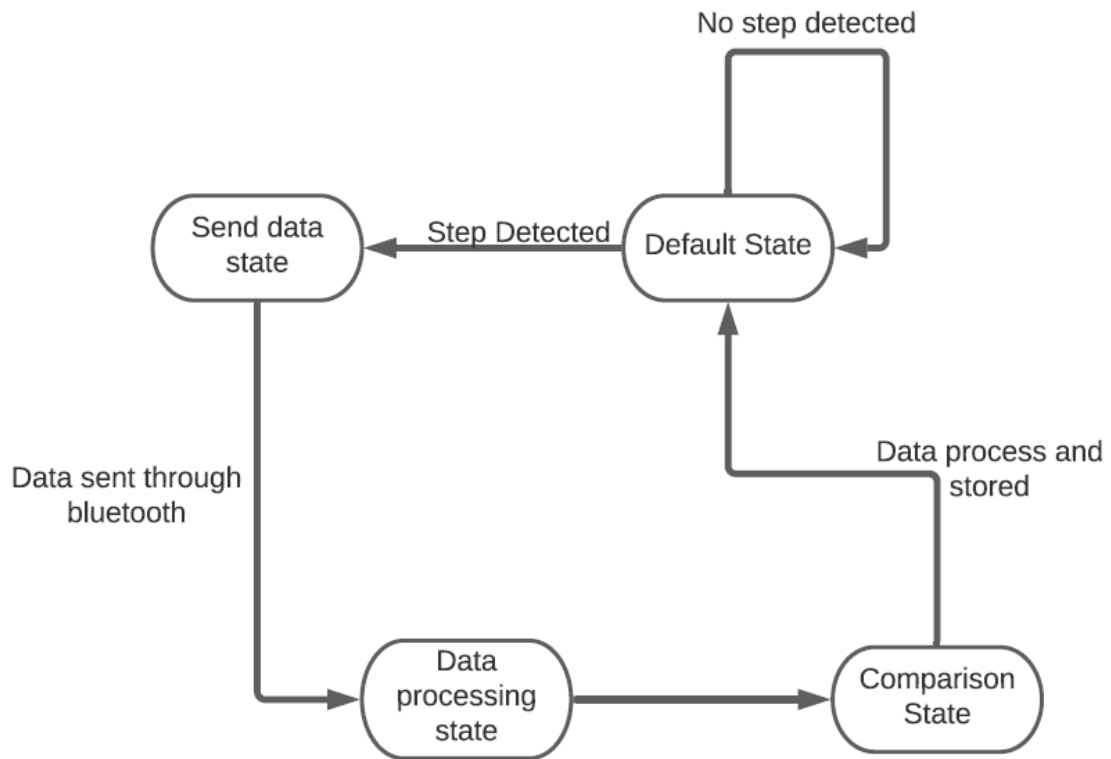 No step detected
Send data
state
Step Detected
Default State
Data sent through
bluetooth
Data process and
stored
Data
processing
state
Comparison
State